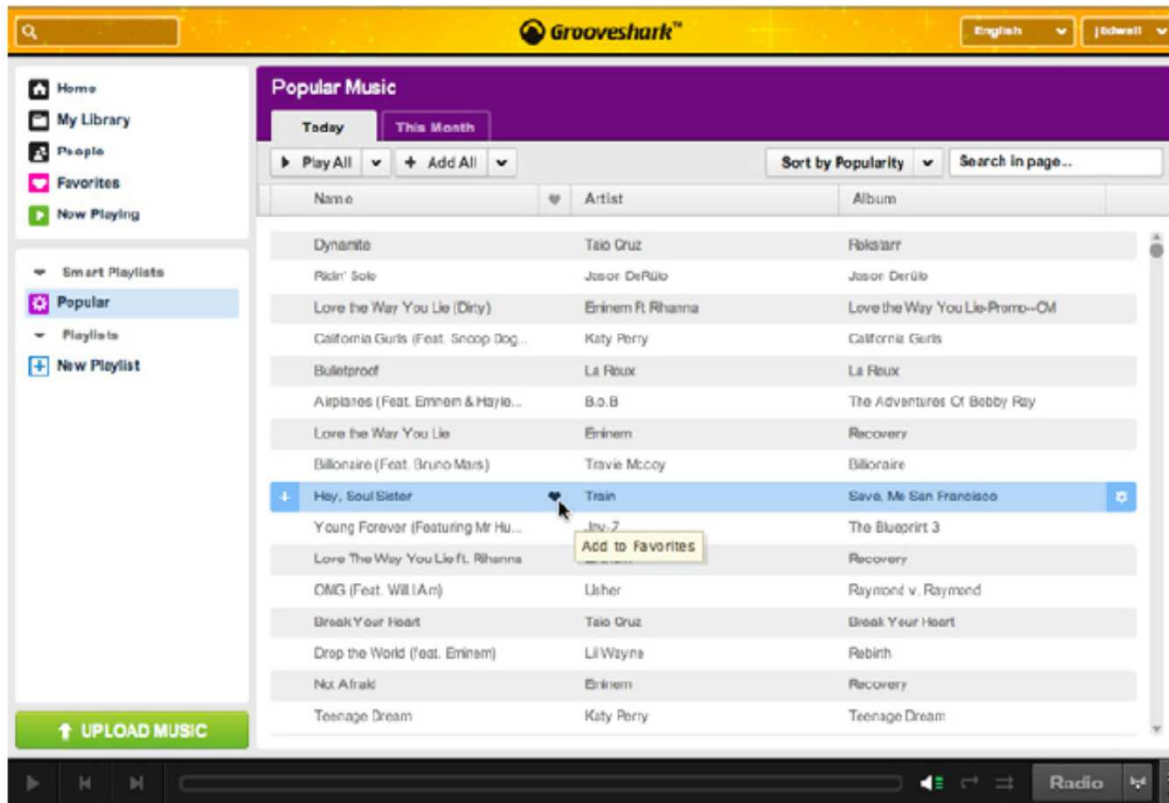 Grooveshark™
English
jtidwell
Home
My Library
People
Favorites
Now Playing
Smart Playlists
Popular
Playlists
New Playlist
UPLOAD MUSIC
Popular Music
Today This Month
Play All + Add All Sort by Popularity Search in page...
Name Artist Album
Dynamite Taio Cruz Rokstarr
Ridin' Solo Jason DeRülo Jason Derülo
Love the Way You Lie (Dirty) Eminem Ft. Rihanna Love the Way You Lie-Promo--CM
California Gurls (Feat. Snoop Dog... Katy Perry California Gurls
Bulletproof La Roux La Roux
Airplanes (Feat. Eminem & Hayle... B.o.B The Adventures Of Bobby Ray
Love the Way You Lie Eminem Recovery
Billionaire (Feat. Bruno Mars) Travie Mccoy Billionaire
Hey, Soul Sister Train Save, Me San Francisco
Young Forever (Featuring Mr Hu... Jay-Z The Blueprint 3
Add to Favorites
Love The Way You Lie ft. Rihanna Recovery
OMG (Feat. Will.I.Am) Usher Raymond v. Raymond
Break Your Heart Taio Cruz Break Your Heart
Drop the World (feat. Eminem) Lil Wayne Rebirth
Not Afraid Eminem Recovery
Teenage Dream Katy Perry Teenage Dream
Radio